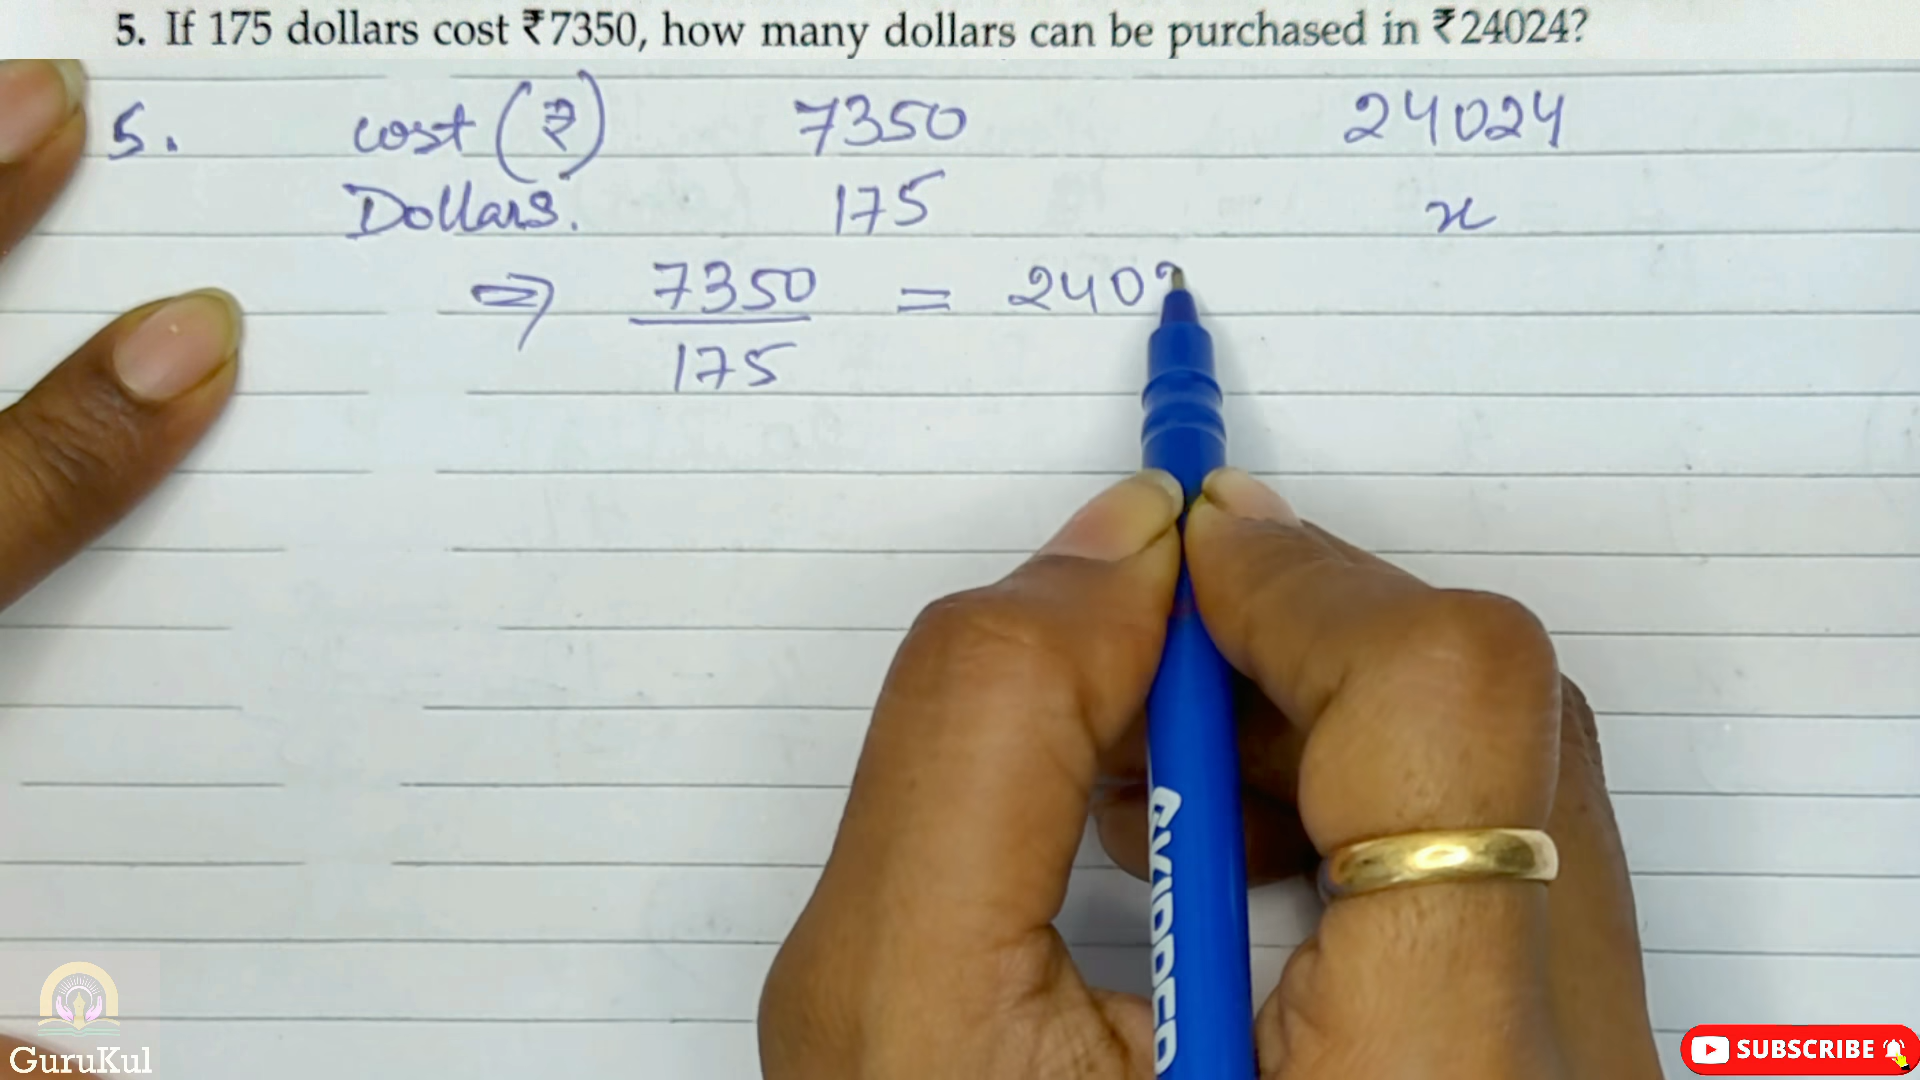 5. If 175 dollars cost ₹7350, how many dollars can be purchased in ₹24024?
5. cost (₹) 7350 24024
Dollars. 175 x
⇒ 7350 = 240
175
GuruKul
SUBSCRIBE